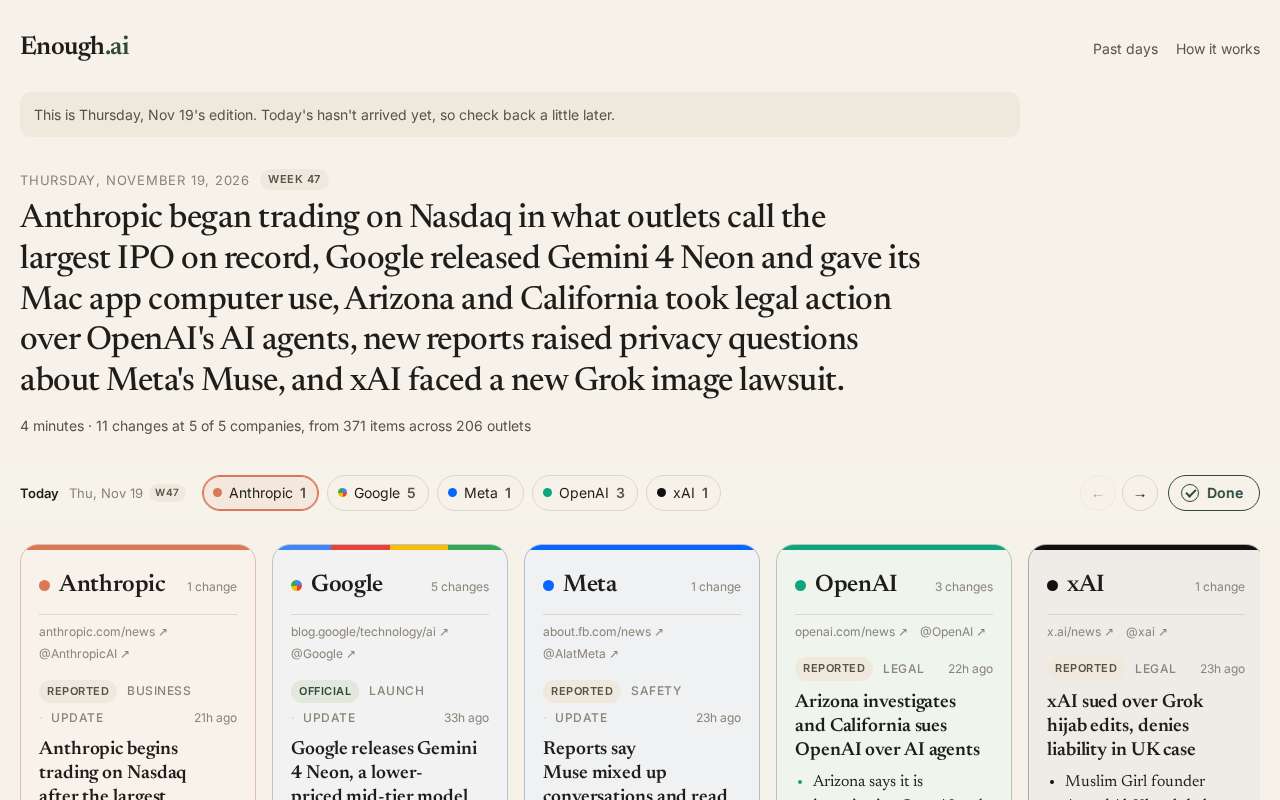 Enough.ai
Past days How it works
This is Thursday, Nov 19's edition. Today's hasn't arrived yet, so check back a little later.
THURSDAY, NOVEMBER 19, 2026 WEEK 47
Anthropic began trading on Nasdaq in what outlets call the
largest IPO on record, Google released Gemini 4 Neon and gave its
Mac app computer use, Arizona and California took legal action
over OpenAI's AI agents, new reports raised privacy questions
about Meta's Muse, and xAI faced a new Grok image lawsuit.
4 minutes · 11 changes at 5 of 5 companies, from 371 items across 206 outlets
Today Thu, Nov 19 W47 Anthropic 1 Google 5 Meta 1 OpenAI 3 xAI 1 ← → Done
Anthropic 1 change
anthropic.com/news ↗
@AnthropicAI ↗
REPORTED BUSINESS
· UPDATE 21h ago
Anthropic begins
trading on Nasdaq
after the largest
Google 5 changes
blog.google/technology/ai ↗
@Google ↗
OFFICIAL LAUNCH
· UPDATE 33h ago
Google releases Gemini
4 Neon, a lower-
priced mid-tier model
Meta 1 change
about.fb.com/news ↗
@AIatMeta ↗
REPORTED SAFETY
· UPDATE 23h ago
Reports say
Muse mixed up
conversations and read
OpenAI 3 changes
openai.com/news ↗ @OpenAI ↗
REPORTED LEGAL 22h ago
Arizona investigates
and California sues
OpenAI over AI agents
• Arizona says it is
xAI 1 change
x.ai/news ↗ @xai ↗
REPORTED LEGAL 23h ago
xAI sued over Grok
hijab edits, denies
liability in UK case
• Muslim Girl founder